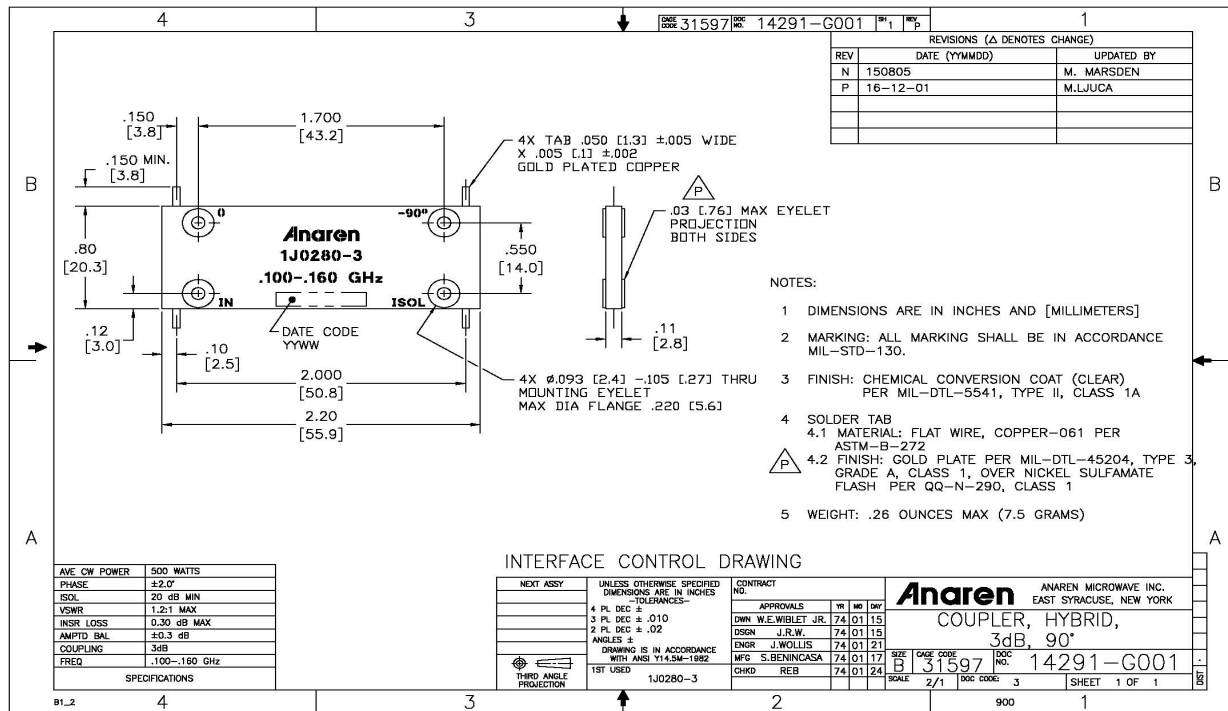 4 3 1
CAGE CODE 31597 DOC NO. 14291-G001 SH 1 REV P
REVISIONS (△ DENOTES CHANGE)
REV DATE (YYMMDD) UPDATED BY
N 150805 M. MARSDEN
P 16-12-01 M.LJUCA
.150
[3.8]
1.700
[43.2]
.150 MIN.
[3.8]
4X TAB .050 [1.3] ±.005 WIDE
X .005 [.1] ±.002
GOLD PLATED COPPER
B
B
P
.03 [.76] MAX EYELET
PROJECTION
BOTH SIDES
0
-90°
Anaren
1J0280-3
.100-.160 GHz
IN
ISOL
.80
[20.3]
.550
[14.0]
.12
[3.0]
DATE CODE
YYWW
.10
[2.5]
.11
[2.8]
2.000
[50.8]
2.20
[55.9]
4X ø.093 [2.4] -.105 [.27] THRU
MOUNTING EYELET
MAX DIA FLANGE .220 [5.6]
NOTES:
1 DIMENSIONS ARE IN INCHES AND [MILLIMETERS]
2 MARKING: ALL MARKING SHALL BE IN ACCORDANCE
MIL-STD-130.
3 FINISH: CHEMICAL CONVERSION COAT (CLEAR)
PER MIL-DTL-5541, TYPE II, CLASS 1A
4 SOLDER TAB
4.1 MATERIAL: FLAT WIRE, COPPER-061 PER
ASTM-B-272
P 4.2 FINISH: GOLD PLATE PER MIL-DTL-45204, TYPE 3,
GRADE A, CLASS 1, OVER NICKEL SULFAMATE
FLASH PER QQ-N-290, CLASS 1
5 WEIGHT: .26 OUNCES MAX (7.5 GRAMS)
A
A
INTERFACE CONTROL DRAWING
AVE CW POWER 500 WATTS
PHASE ±2.0°
ISOL 20 dB MIN
VSWR 1.2:1 MAX
INSR LOSS 0.30 dB MAX
AMPTD BAL ±0.3 dB
COUPLING 3dB
FREQ .100-.160 GHz
SPECIFICATIONS
NEXT ASSY
THIRD ANGLE
PROJECTION
UNLESS OTHERWISE SPECIFIED
DIMENSIONS ARE IN INCHES
-TOLERANCES-
4 PL DEC ±
3 PL DEC ± .010
2 PL DEC ± .02
ANGLES ±
DRAWING IS IN ACCORDANCE
WITH ANSI Y14.5M-1982
1ST USED
1J0280-3
CONTRACT
NO.
APPROVALS YR MO DAY
DWN W.E.WIBLET JR. 74 01 15
DSGN J.R.W. 74 01 15
ENGR J.WOLLIS 74 01 21
MFG S.BENINCASA 74 01 17
CHKD REB 74 01 24
Anaren
ANAREN MICROWAVE INC.
EAST SYRACUSE, NEW YORK
COUPLER, HYBRID,
3dB, 90°
SIZE B CAGE CODE 31597 DOC NO. 14291-G001
SCALE 2/1 DOC CODE: 3 SHEET 1 OF 1
DIST
B1_2 4 3 2 900 1